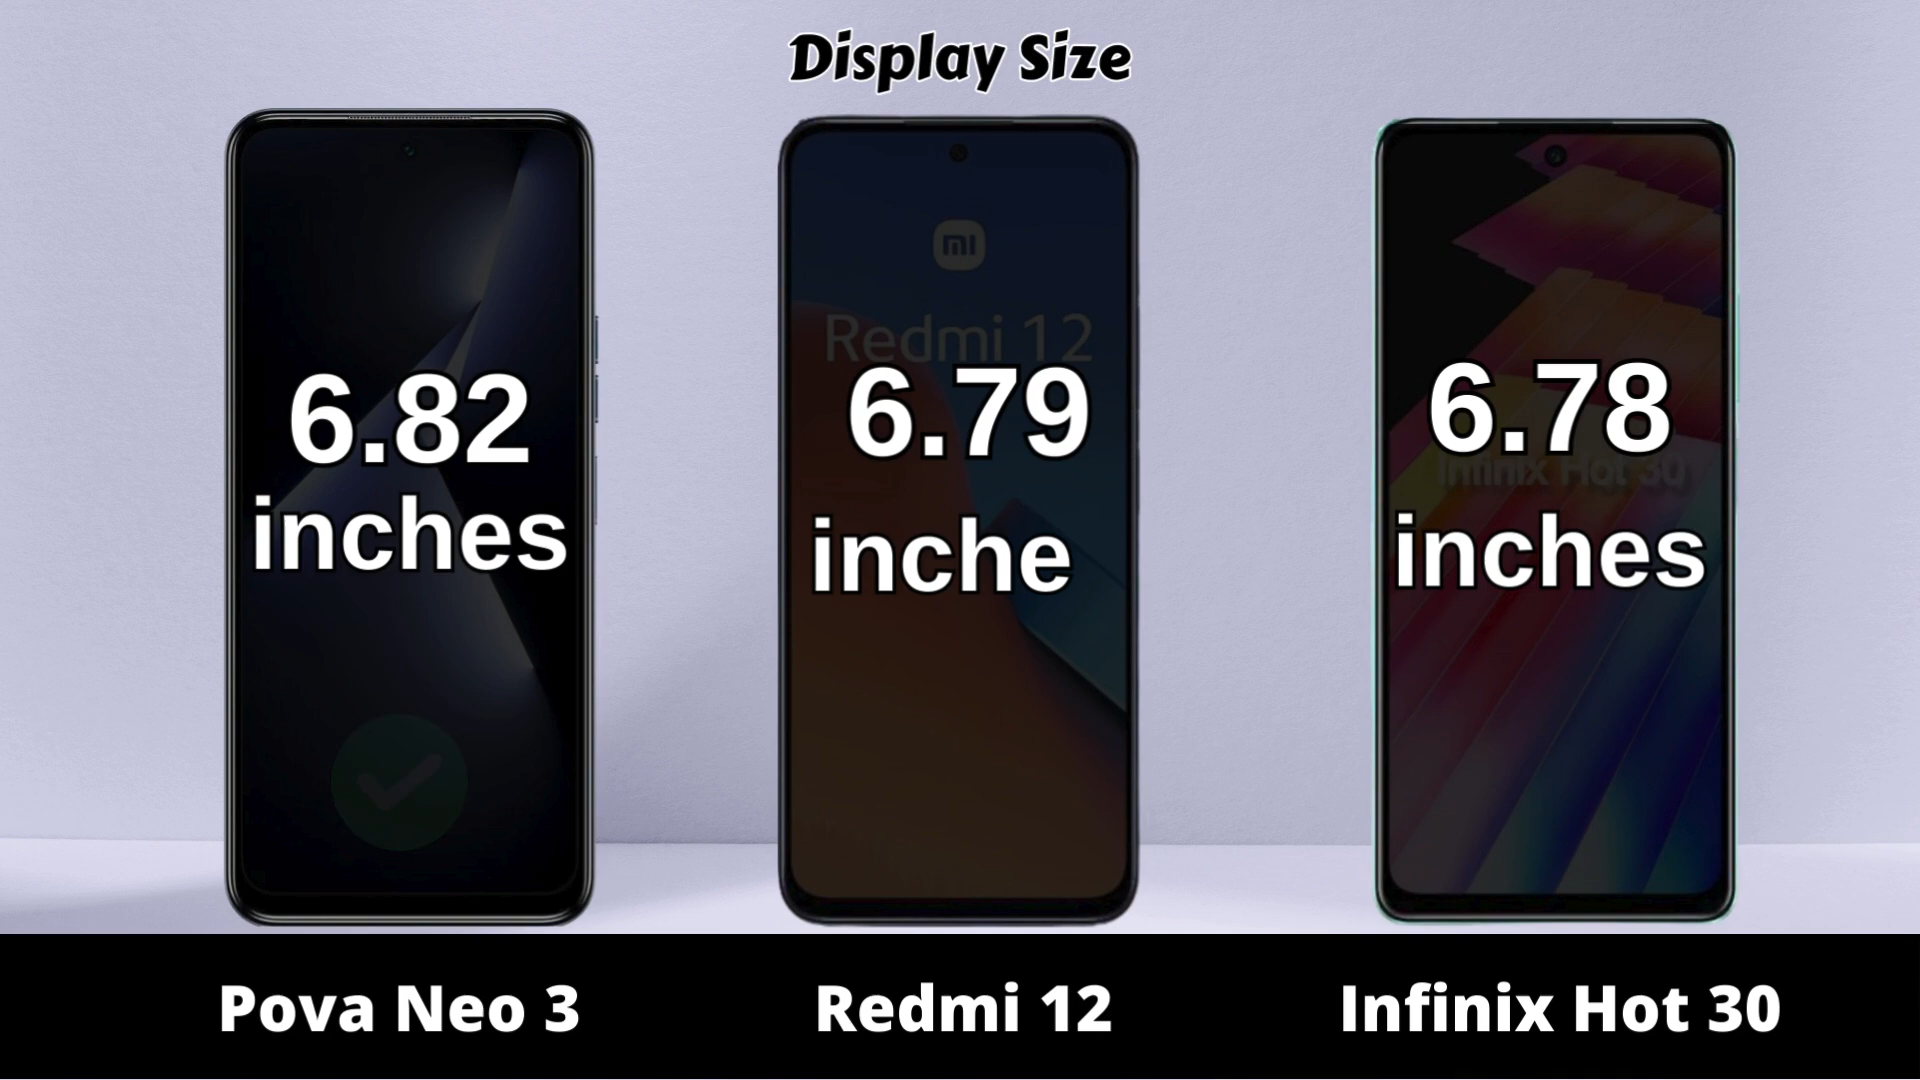 Display Size
mi
Redmi 12
6.82
inches
6.79
inche
6.78
Infinix Hot 30
inches
Pova Neo 3
Redmi 12
Infinix Hot 30